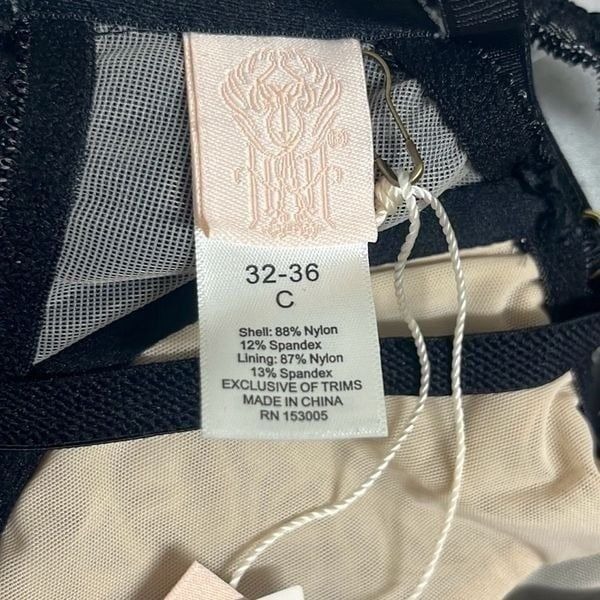 32-36
C
Shell: 88% Nylon
12% Spandex
Lining: 87% Nylon
13% Spandex
EXCLUSIVE OF TRIMS
MADE IN CHINA
RN 153005